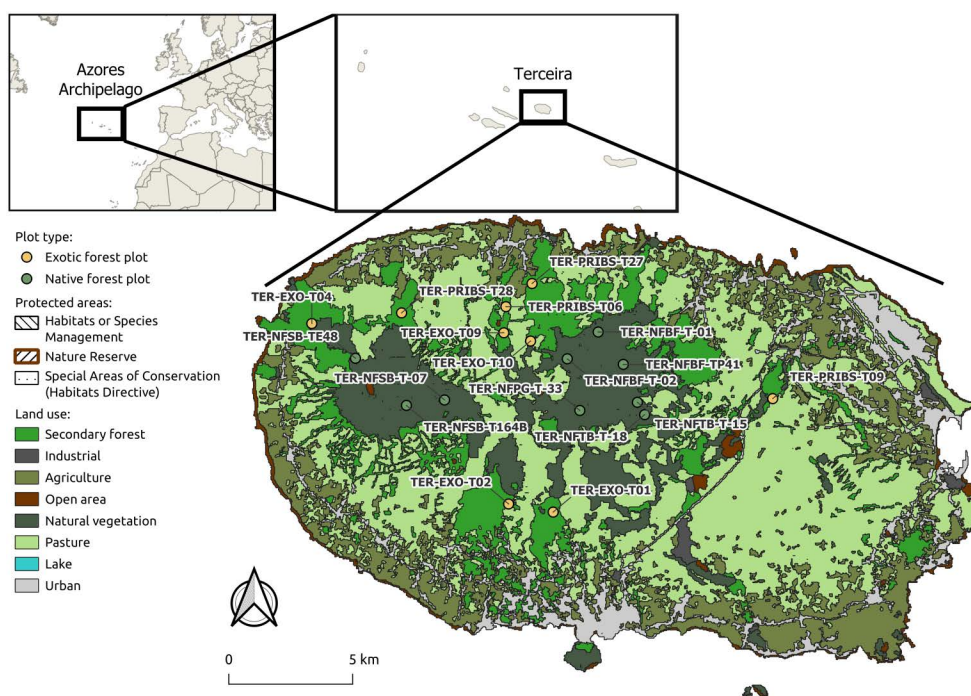 Azores
Archipelago
Terceira
Plot type:
Exotic forest plot
Native forest plot
Protected areas:
Habitats or Species
Management
Nature Reserve
Special Areas of Conservation
(Habitats Directive)
Land use:
Secondary forest
Industrial
Agriculture
Open area
Natural vegetation
Pasture
Lake
Urban
TER-PRIBS-T27
TER-EXO-T04
TER-PRIBS-T28
TER-PRIBS-T06
TER-NFSB-TE48
TER-EXO-T09
TER-NFBF-T-01
TER-EXO-T10
TER-NFBF-TP41
TER-NFSB-T-07
TER-NFPG-T-33
TER-NFBF-T-02
TER-PRIBS-T09
TER-NFSB-T164B
TER-NFTB-T-18
TER-NFTB-T-15
TER-EXO-T02
TER-EXO-T01
0
5 km